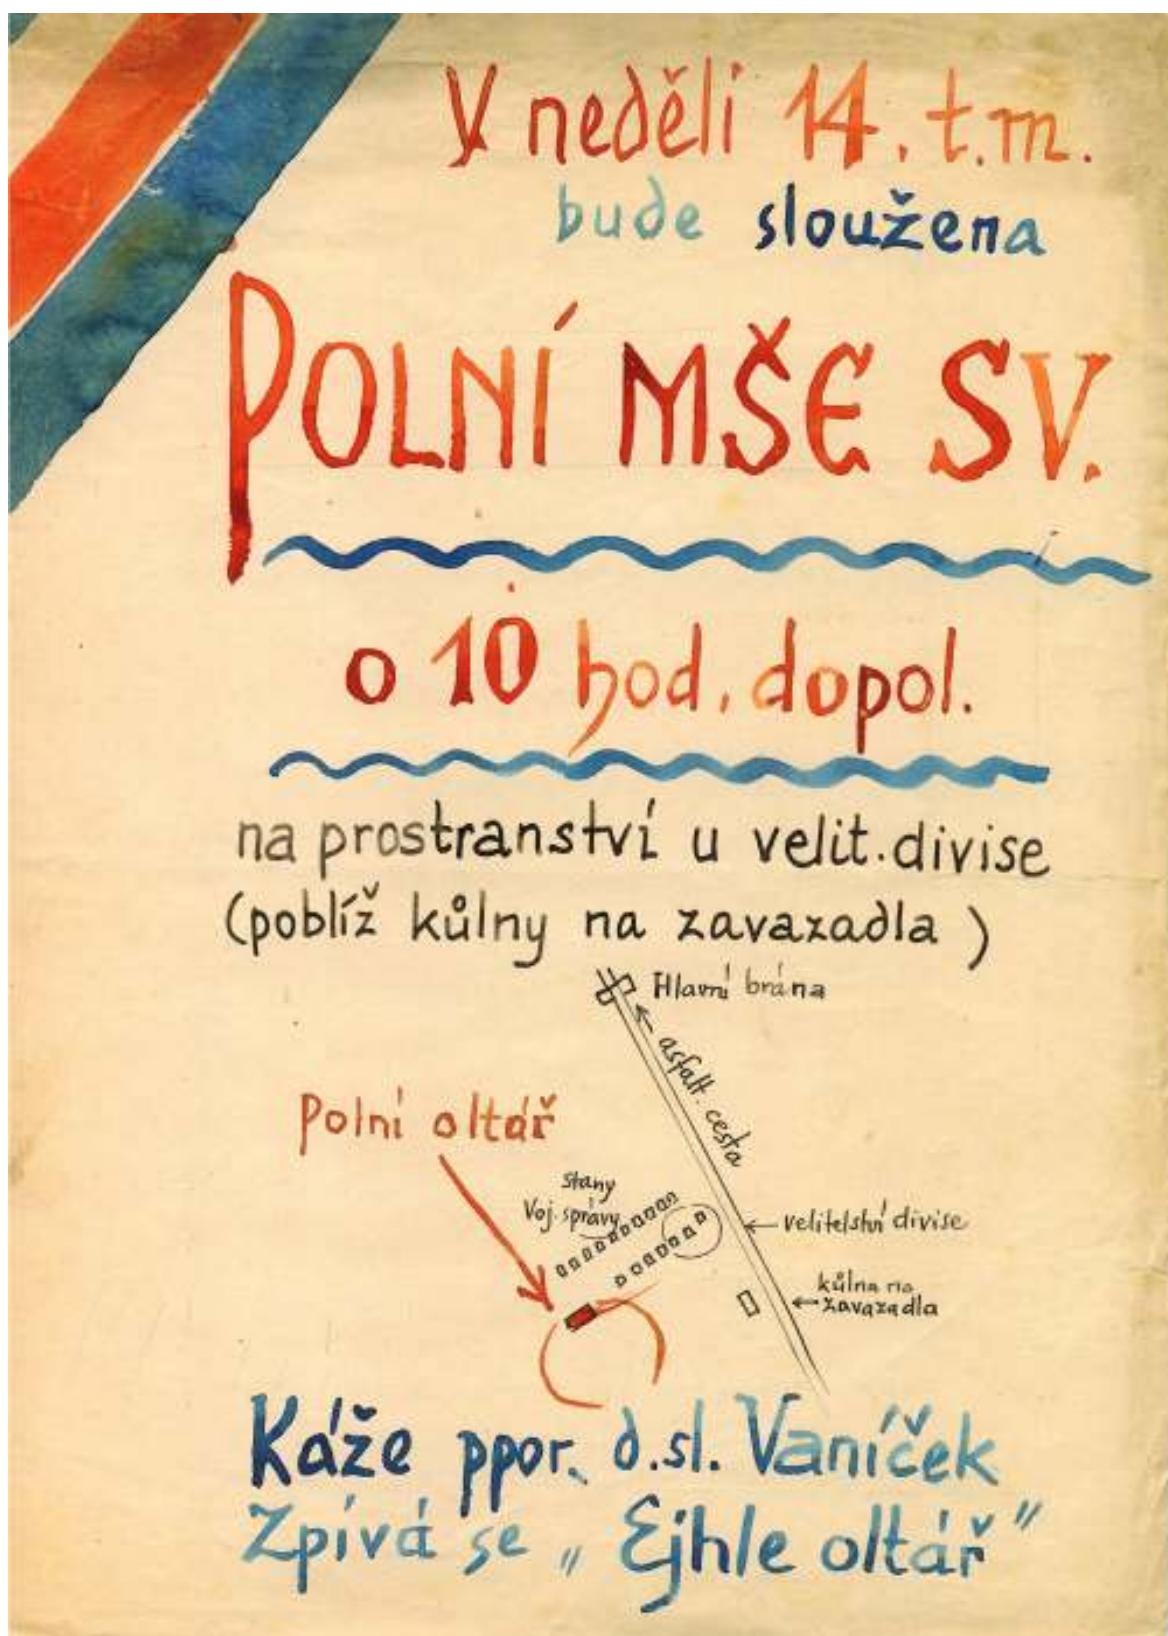 V neděli 14. t.m.
bude sloužena
POLNÍ MŠE SV.
o 10 hod. dopol.
na prostranství u velit. divise
(poblíž kůlny na zavazadla)
Hlavní brána
asfalt. cesta
Polní oltář
stany
Voj. správy
velitelství divise
kůlna na
zavazadla
Káže ppor. d.sl. Vaníček
Zpívá se „Ejhle oltář"